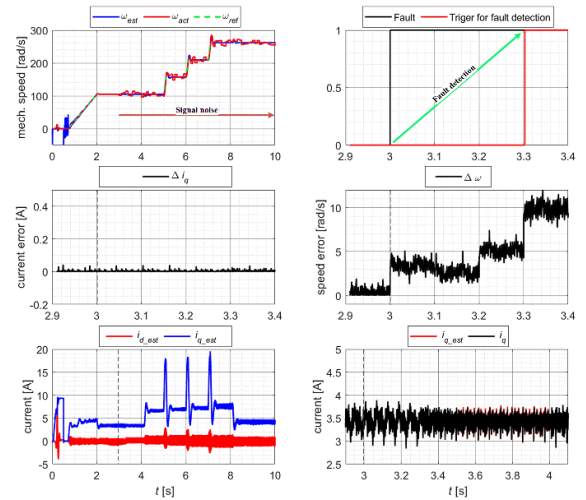 ω_est ω_act ω_ref
mech. speed [rad/s]
300
200
100
0
0 2 4 6 8 10
Signal noise
Fault Triger for fault detection
1
0.5
0
2.9 3 3.1 3.2 3.3 3.4
Fault detection
Δ i_q
current error [A]
0.4
0.2
0
-0.2
2.9 3 3.1 3.2 3.3 3.4
Δ ω
speed error [rad/s]
10
5
0
2.9 3 3.1 3.2 3.3 3.4
i_d_est i_q_est
current [A]
20
15
10
5
0
-5
0 2 4 6 8 10
t [s]
i_q_est i_q
current [A]
5
4.5
4
3.5
3
2.5
3 3.2 3.4 3.6 3.8 4
t [s]